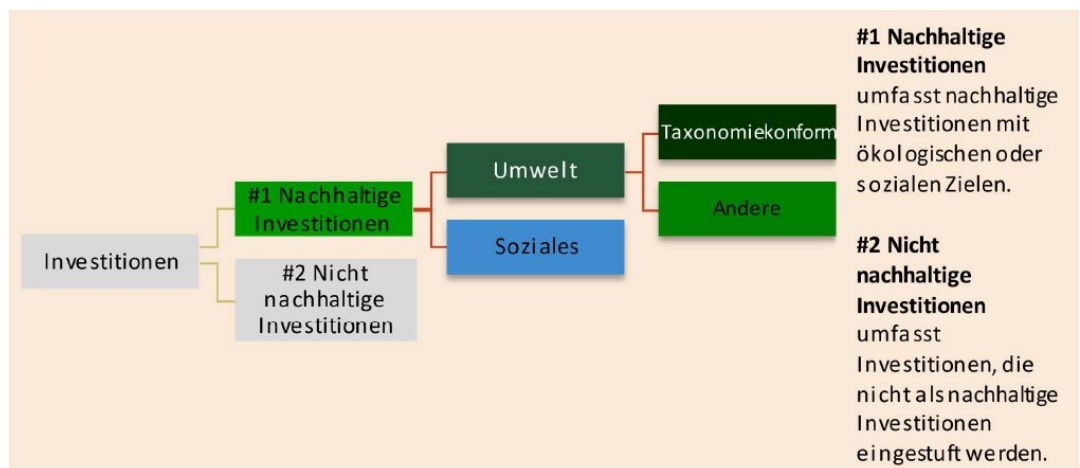 Investitionen
#1 Nachhaltige
Investitionen
#2 Nicht
nachhaltige
Investitionen
Umwelt
Soziales
Taxonomiekonform
Andere
#1 Nachhaltige
Investitionen
umfasst nachhaltige
Investitionen mit
ökologischen oder
sozialen Zielen.
#2 Nicht
nachhaltige
Investitionen
umfasst
Investitionen, die
nicht als nachhaltige
Investitionen
eingestuft werden.